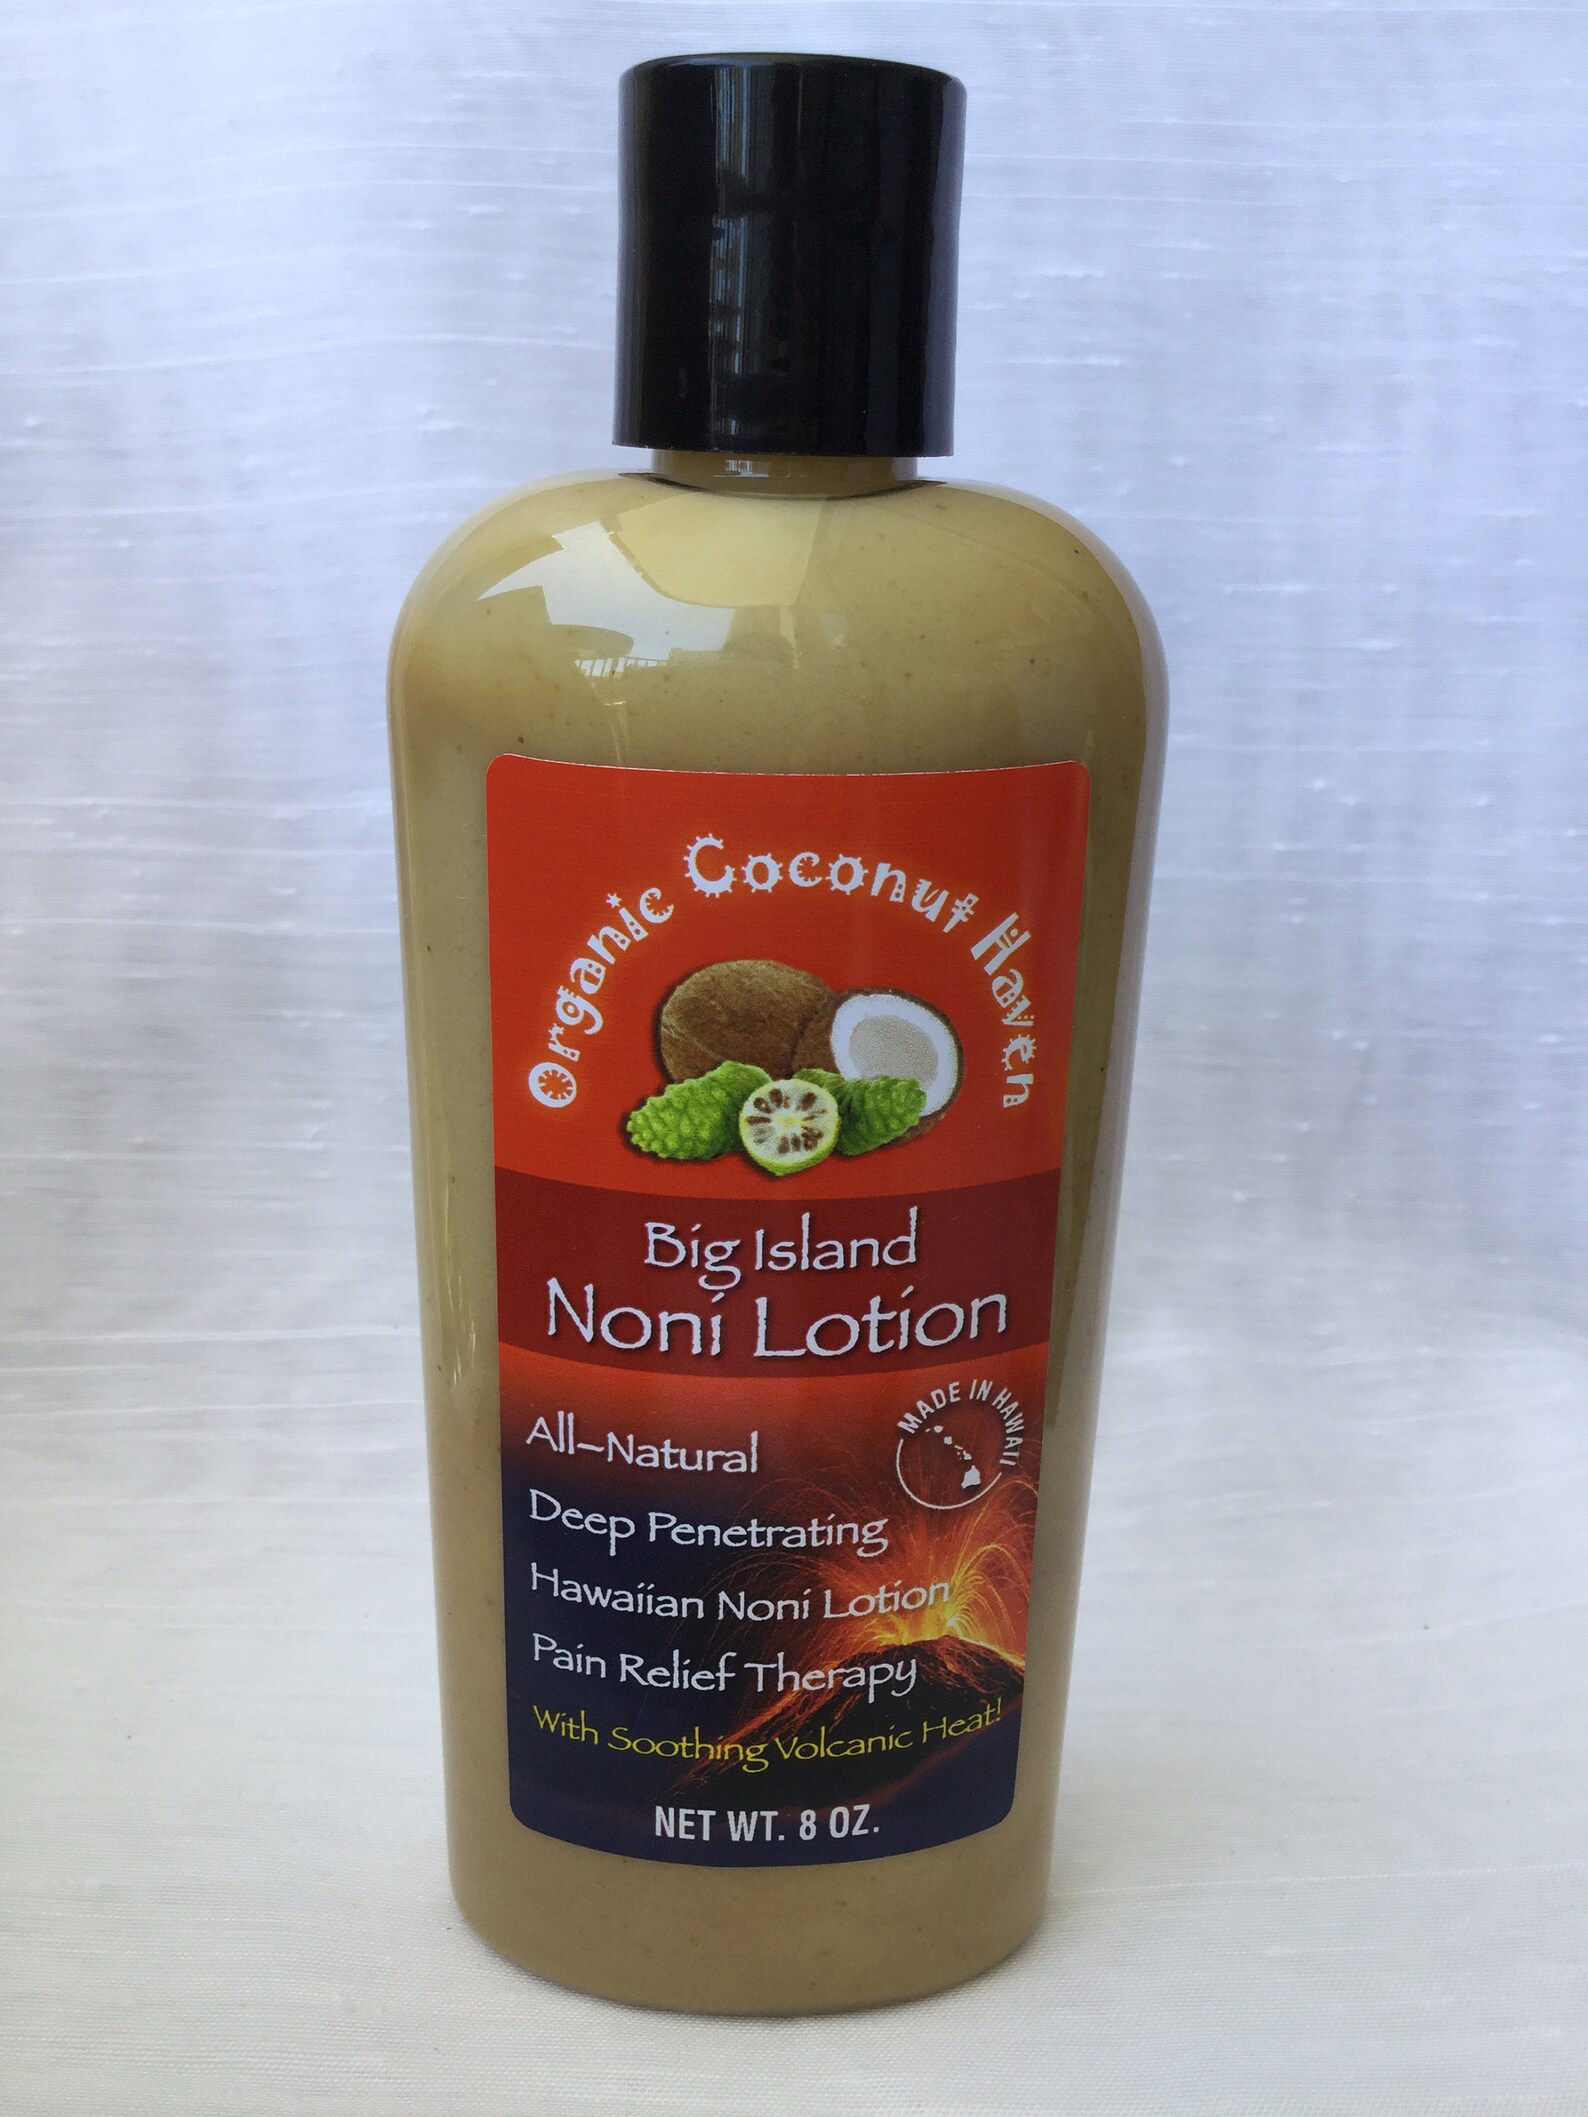 Organic Coconut Haven
Big Island
Noni Lotion
MADE IN HAWAII
All-Natural
Deep Penetrating
Hawaiian Noni Lotion
Pain Relief Therapy
With Soothing Volcanic Heat!
NET WT. 8 OZ.